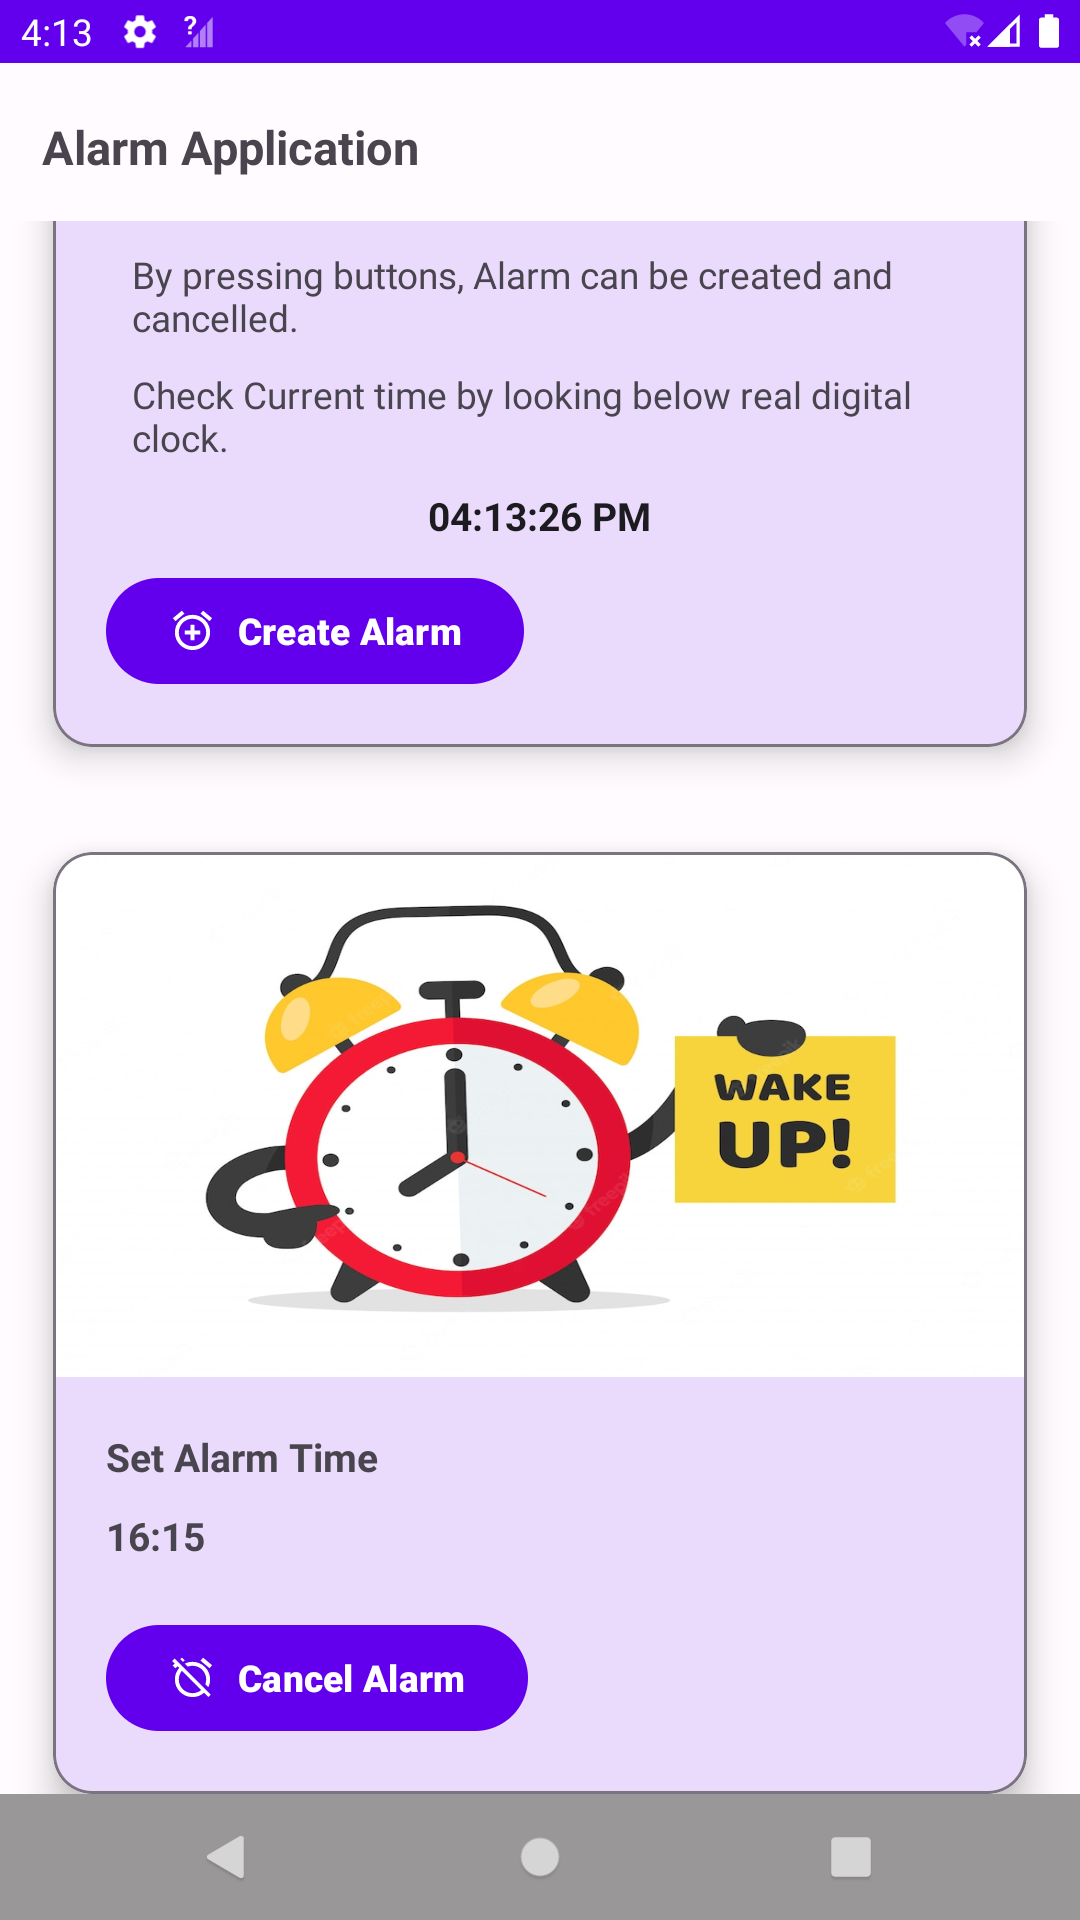 4:13
Alarm Application
By pressing buttons, Alarm can be created and
cancelled.
Check Current time by looking below real digital
clock.
04:13:26 PM
Create Alarm
WAKE
UP!
Set Alarm Time
16:15
Cancel Alarm